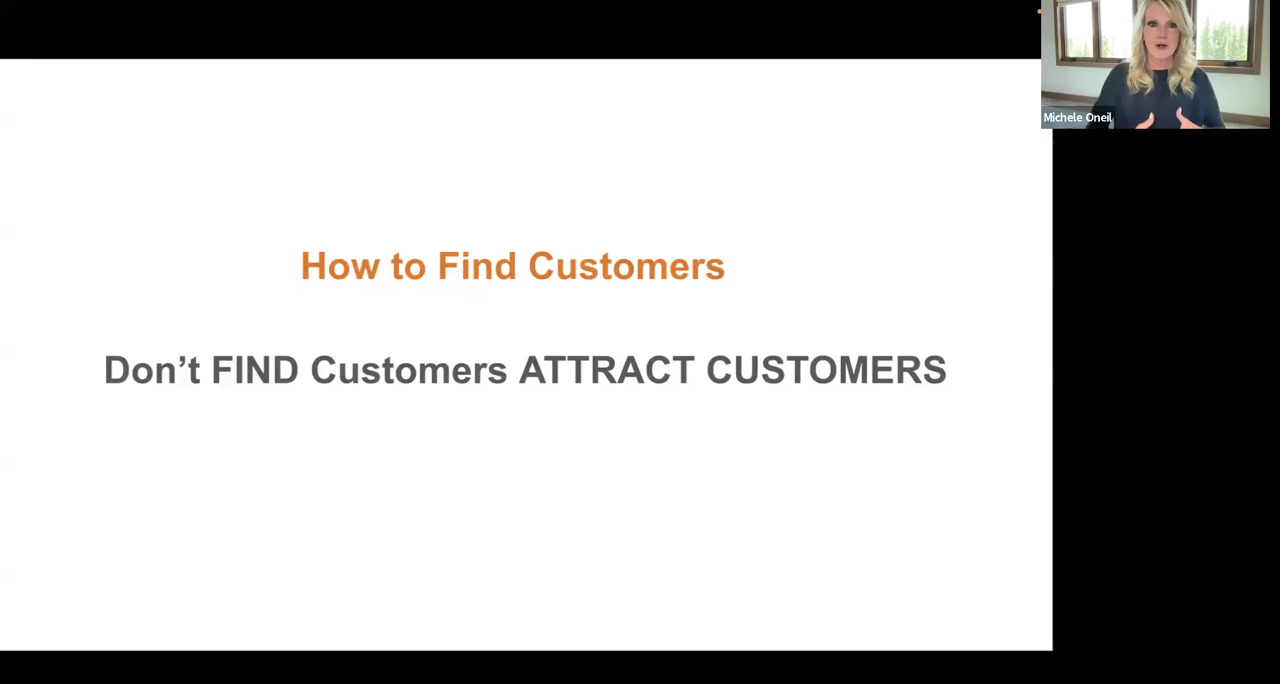 Michele Oneil
How to Find Customers
Don’t FIND Customers ATTRACT CUSTOMERS